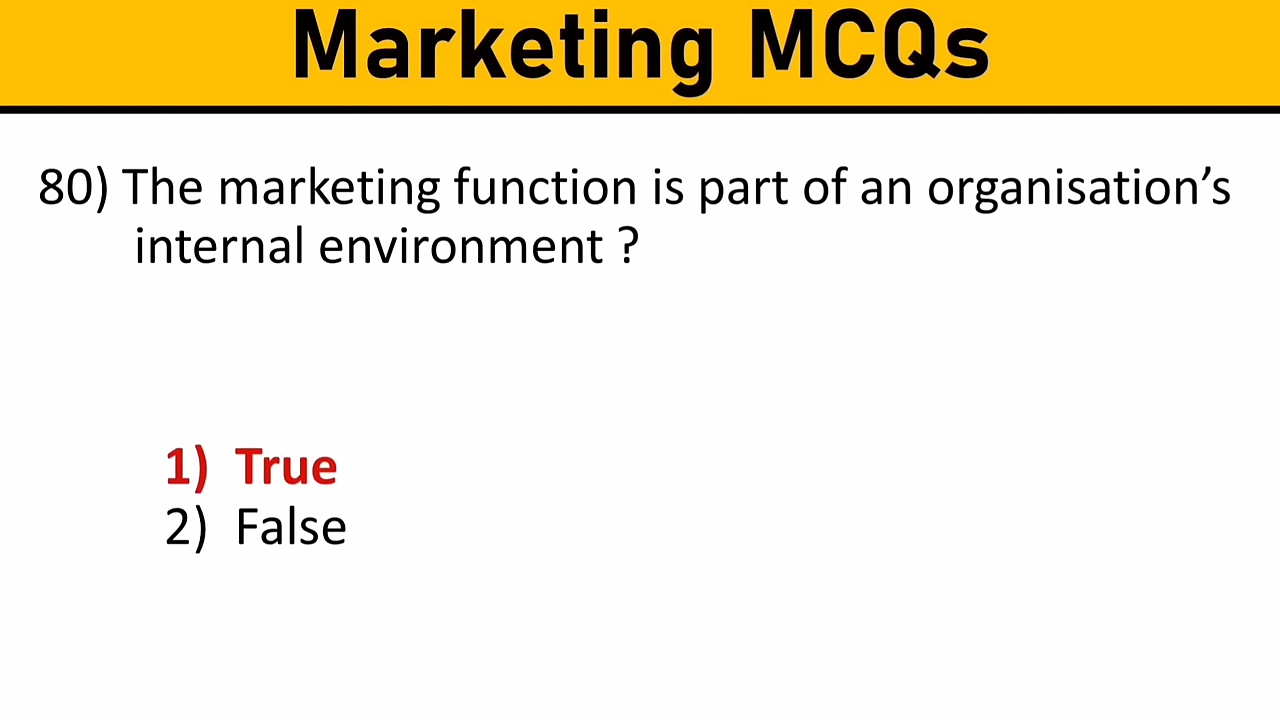 Marketing MCQs
80) The marketing function is part of an organisation’s
internal environment ?
1) True
2) False